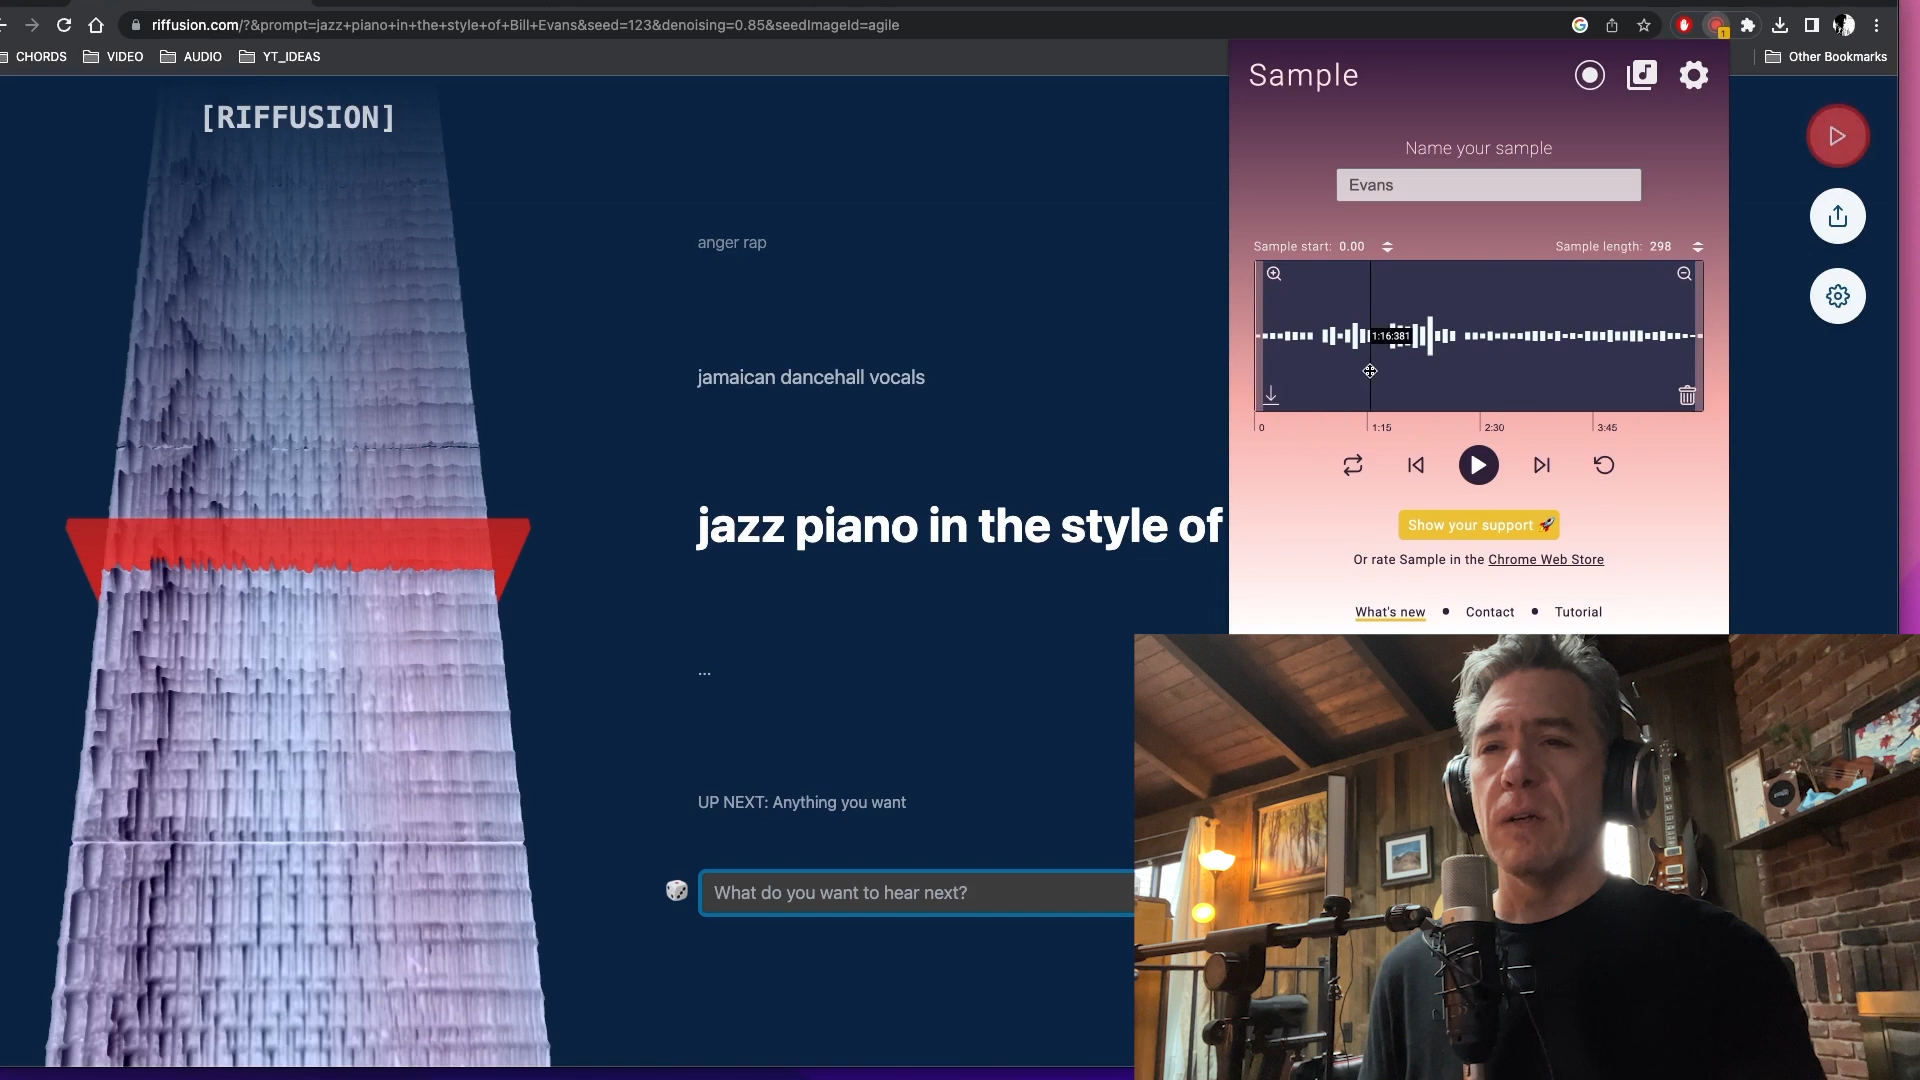 riffusion.com/?&prompt=jazz+piano+in+the+style+of+Bill+Evans&seed=123&denoising=0.85&seedImageId=agile
1
CHORDS
VIDEO
AUDIO
YT_IDEAS
Other Bookmarks
[RIFFUSION]
anger rap
jamaican dancehall vocals
jazz piano in the style of
...
UP NEXT: Anything you want
What do you want to hear next?
Sample
Name your sample
Evans
Sample start: 0.00
Sample length: 298
1:16:381
0 1:15 2:30 3:45
Show your support 🚀
Or rate Sample in the Chrome Web Store
What's new • Contact • Tutorial